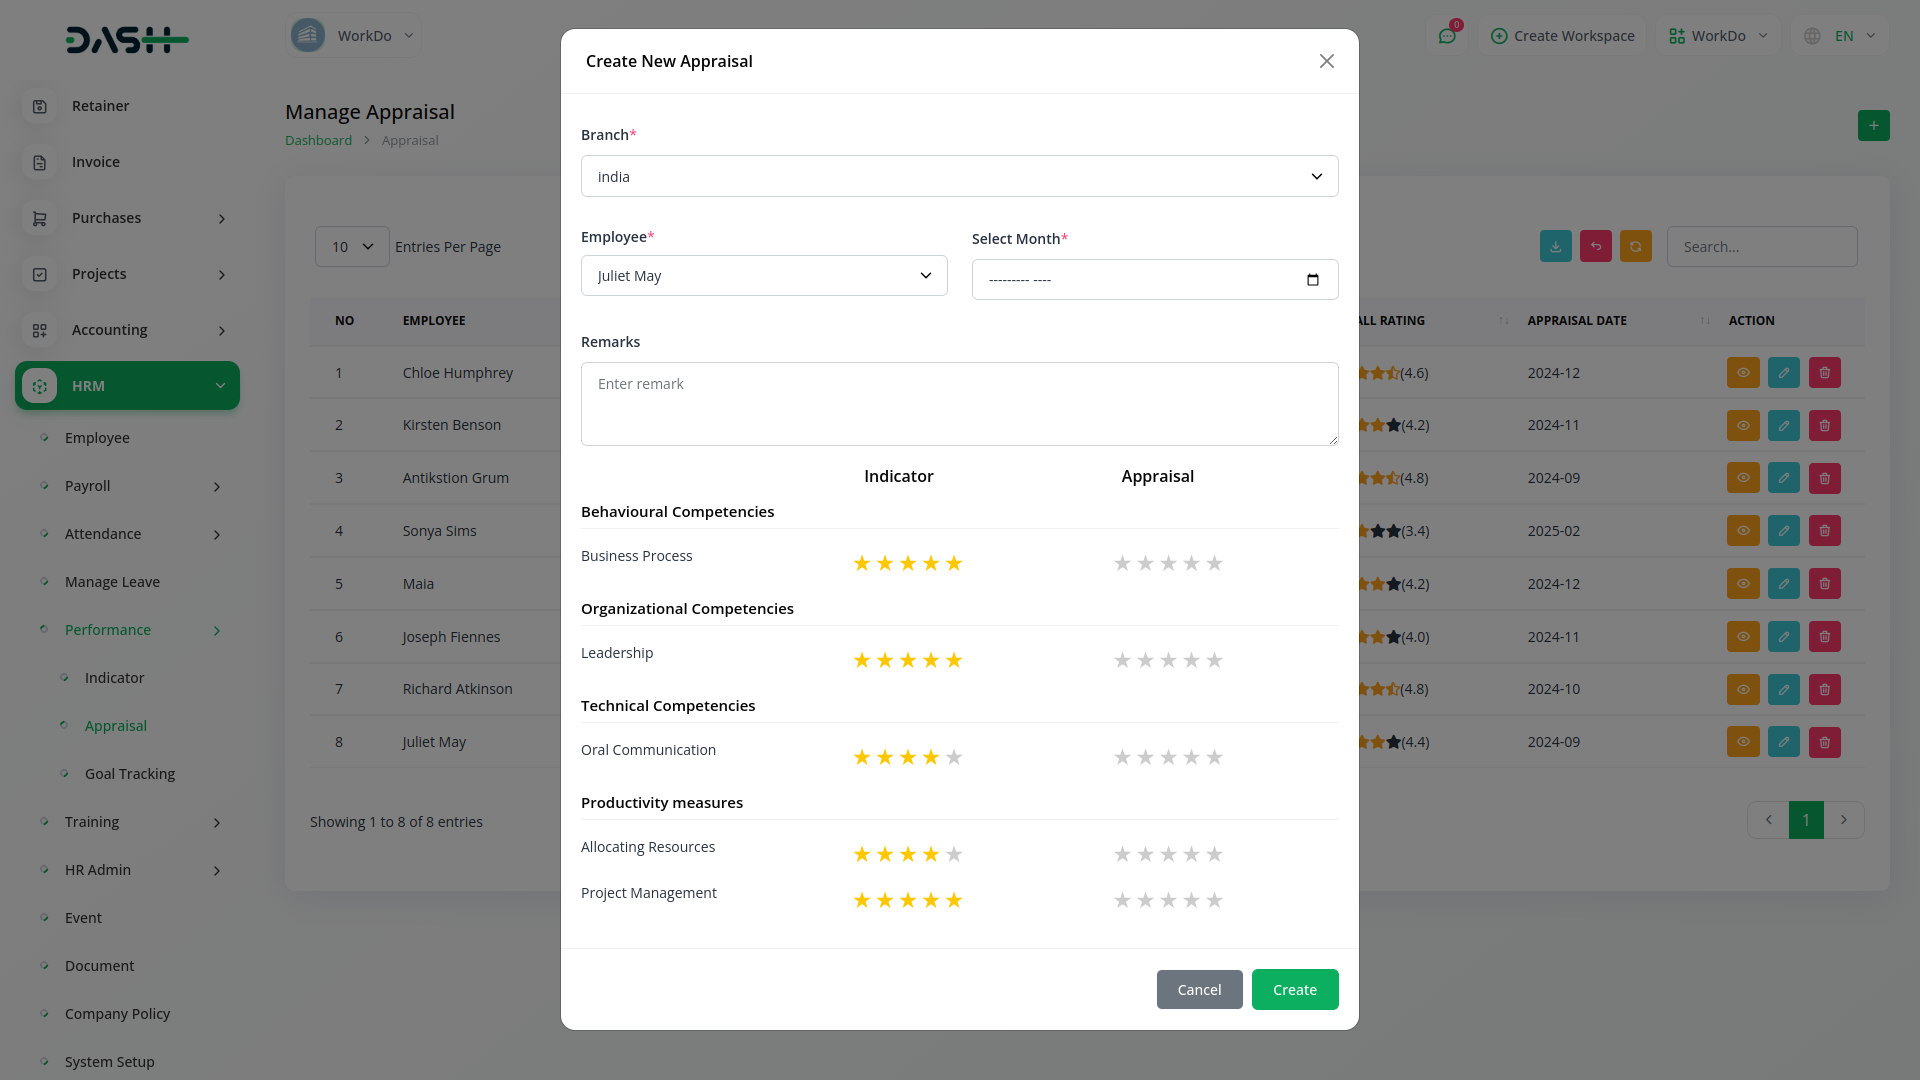 DASH
WorkDo
0
Create Workspace
WorkDo
EN
Retainer
Invoice
Purchases
Projects
Accounting
HRM
Employee
Payroll
Attendance
Manage Leave
Performance
Indicator
Appraisal
Goal Tracking
Training
HR Admin
Event
Document
Company Policy
System Setup
Manage Appraisal
Dashboard > Appraisal
+
10 Entries Per Page
Search...
NO EMPLOYEE ALL RATING APPRAISAL DATE ACTION
1 Chloe Humphrey (4.6) 2024-12
2 Kirsten Benson (4.2) 2024-11
3 Antikstion Grum (4.8) 2024-09
4 Sonya Sims (3.4) 2025-02
5 Maia (4.2) 2024-12
6 Joseph Fiennes (4.0) 2024-11
7 Richard Atkinson (4.8) 2024-10
8 Juliet May (4.4) 2024-09
Showing 1 to 8 of 8 entries
1
Create New Appraisal
Branch*
india
Employee*
Select Month*
Juliet May
--------- ----
Remarks
Enter remark
Indicator Appraisal
Behavioural Competencies
Business Process
Organizational Competencies
Leadership
Technical Competencies
Oral Communication
Productivity measures
Allocating Resources
Project Management
Cancel
Create